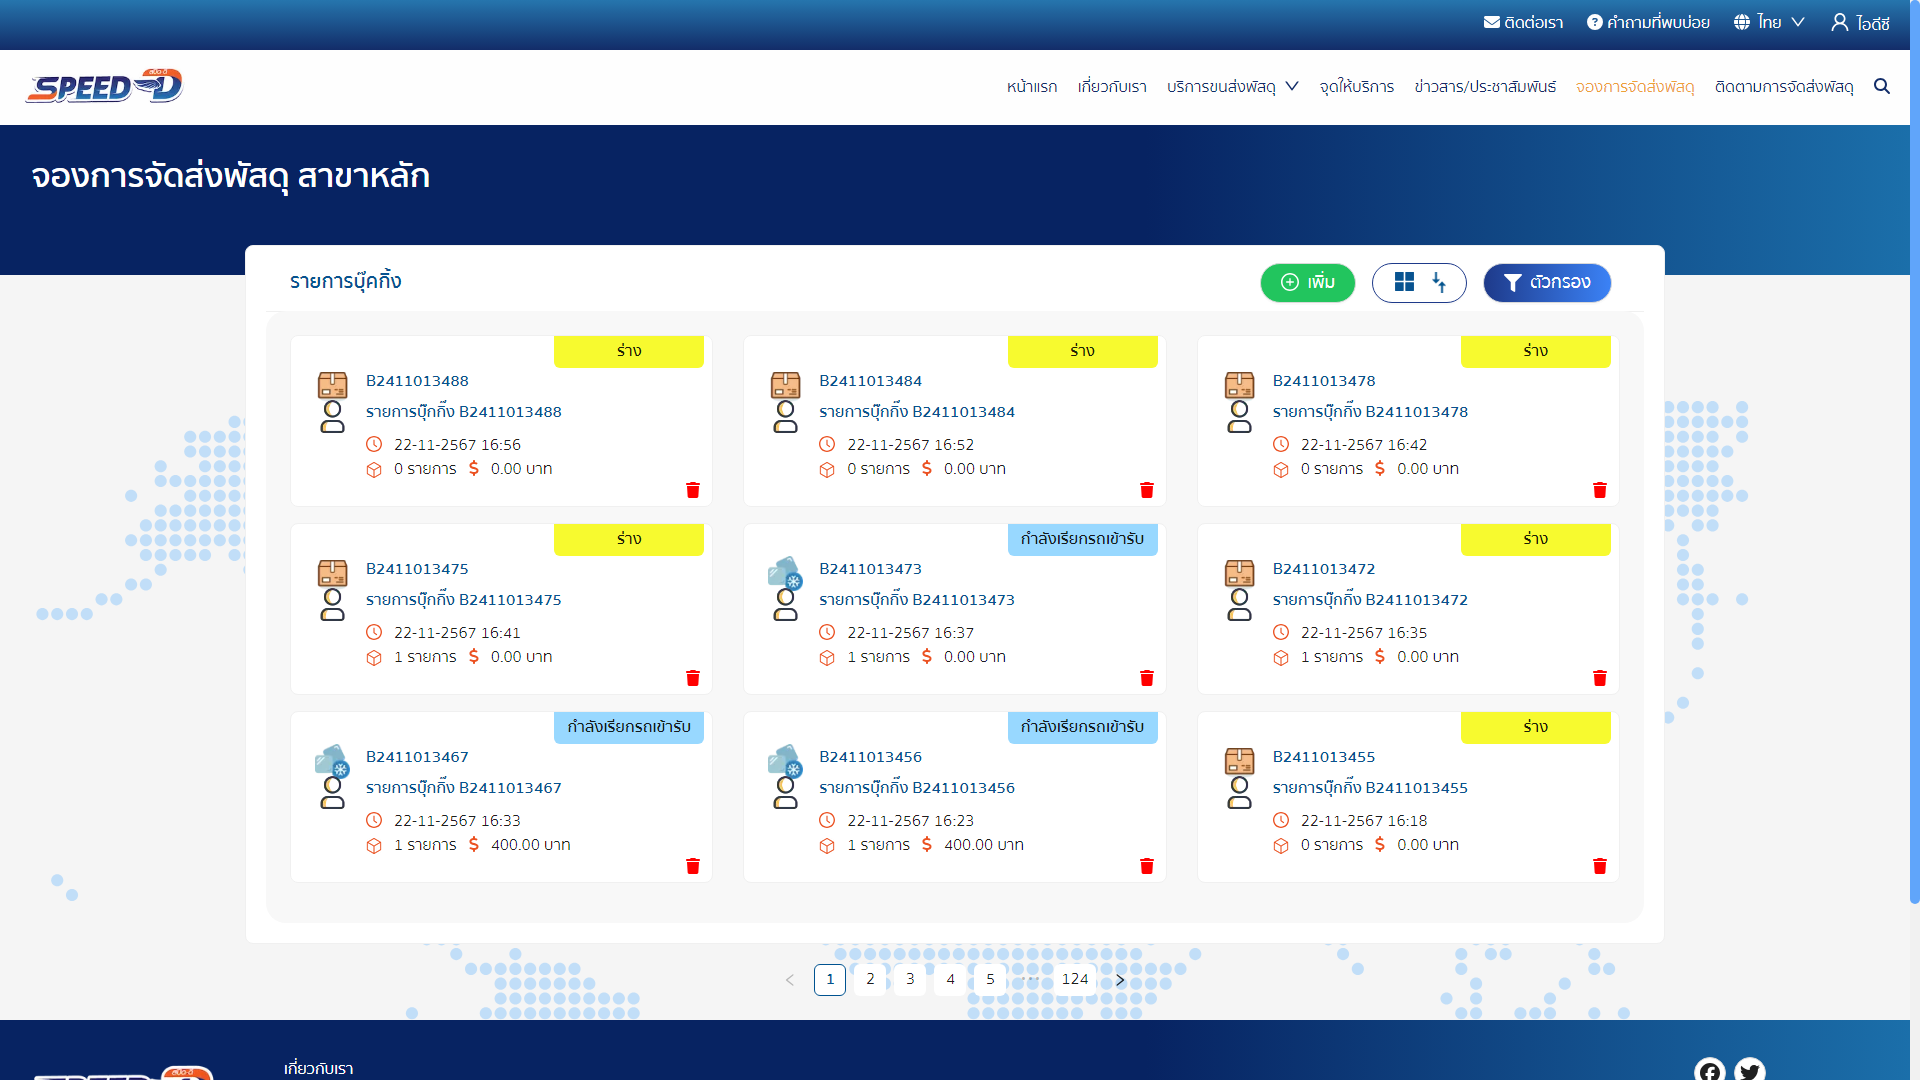 ติดต่อเรา คำถามที่พบบ่อย ไทย ไอดีซี
สปีด-ดี
SPEED-D
หน้าแรก เกี่ยวกับเรา บริการขนส่งพัสดุ จุดให้บริการ ข่าวสาร/ประชาสัมพันธ์ จองการจัดส่งพัสดุ ติดตามการจัดส่งพัสดุ
จองการจัดส่งพัสดุ สาขาหลัก
รายการบุ๊คกิ้ง
เพิ่ม
ตัวกรอง
ร่าง
B2411013488
รายการบุ๊กกิ๊ง B2411013488
22-11-2567 16:56
0 รายการ $ 0.00 บาท
ร่าง
B2411013484
รายการบุ๊กกิ๊ง B2411013484
22-11-2567 16:52
0 รายการ $ 0.00 บาท
ร่าง
B2411013478
รายการบุ๊กกิ๊ง B2411013478
22-11-2567 16:42
0 รายการ $ 0.00 บาท
ร่าง
B2411013475
รายการบุ๊กกิ๊ง B2411013475
22-11-2567 16:41
1 รายการ $ 0.00 บาท
กำลังเรียกรถเข้ารับ
B2411013473
รายการบุ๊กกิ๊ง B2411013473
22-11-2567 16:37
1 รายการ $ 0.00 บาท
ร่าง
B2411013472
รายการบุ๊กกิ๊ง B2411013472
22-11-2567 16:35
1 รายการ $ 0.00 บาท
กำลังเรียกรถเข้ารับ
B2411013467
รายการบุ๊กกิ๊ง B2411013467
22-11-2567 16:33
1 รายการ $ 400.00 บาท
กำลังเรียกรถเข้ารับ
B2411013456
รายการบุ๊กกิ๊ง B2411013456
22-11-2567 16:23
1 รายการ $ 400.00 บาท
ร่าง
B2411013455
รายการบุ๊กกิ๊ง B2411013455
22-11-2567 16:18
0 รายการ $ 0.00 บาท
< 1 2 3 4 5 ••• 124 >
เกี่ยวกับเรา